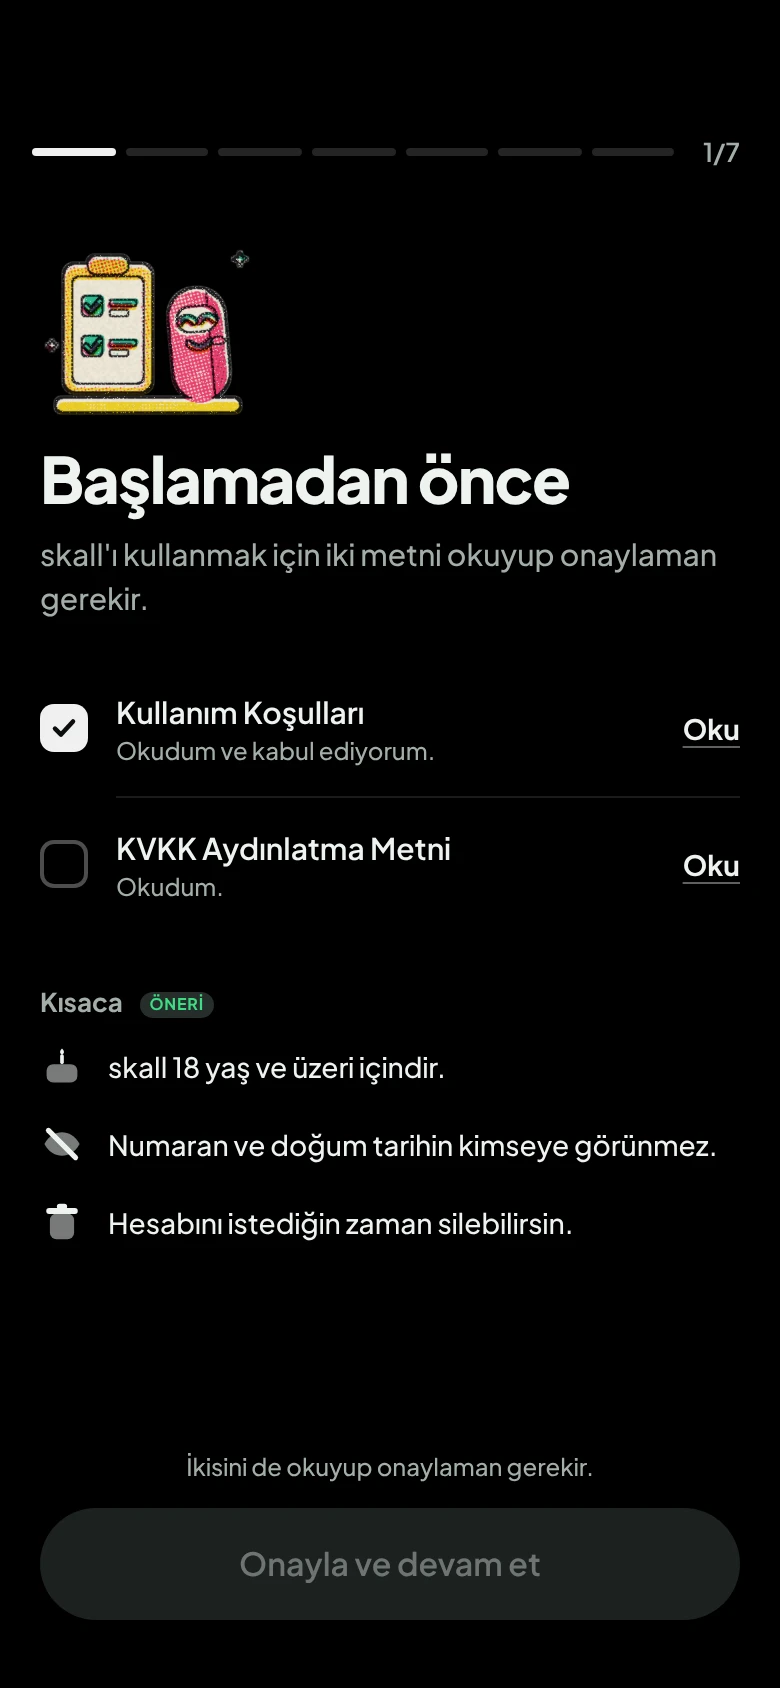 1/7
Başlamadan önce
skall'ı kullanmak için iki metni okuyup onaylaman
gerekir.
Kullanım Koşulları
Okudum ve kabul ediyorum.
Oku
KVKK Aydınlatma Metni
Okudum.
Oku
Kısaca ÖNERİ
skall 18 yaş ve üzeri içindir.
Numaran ve doğum tarihin kimseye görünmez.
Hesabını istediğin zaman silebilirsin.
İkisini de okuyup onaylaman gerekir.
Onayla ve devam et